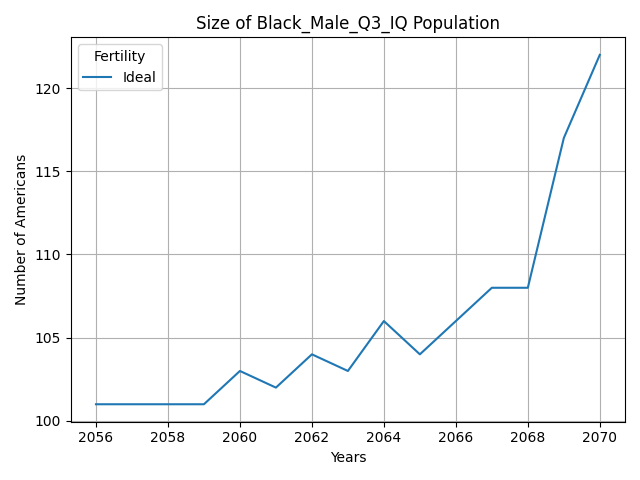 Size of Black_Male_Q3_IQ Population
Fertility
Ideal
Number of Americans
120
115
110
105
100
2056 2058 2060 2062 2064 2066 2068 2070
Years